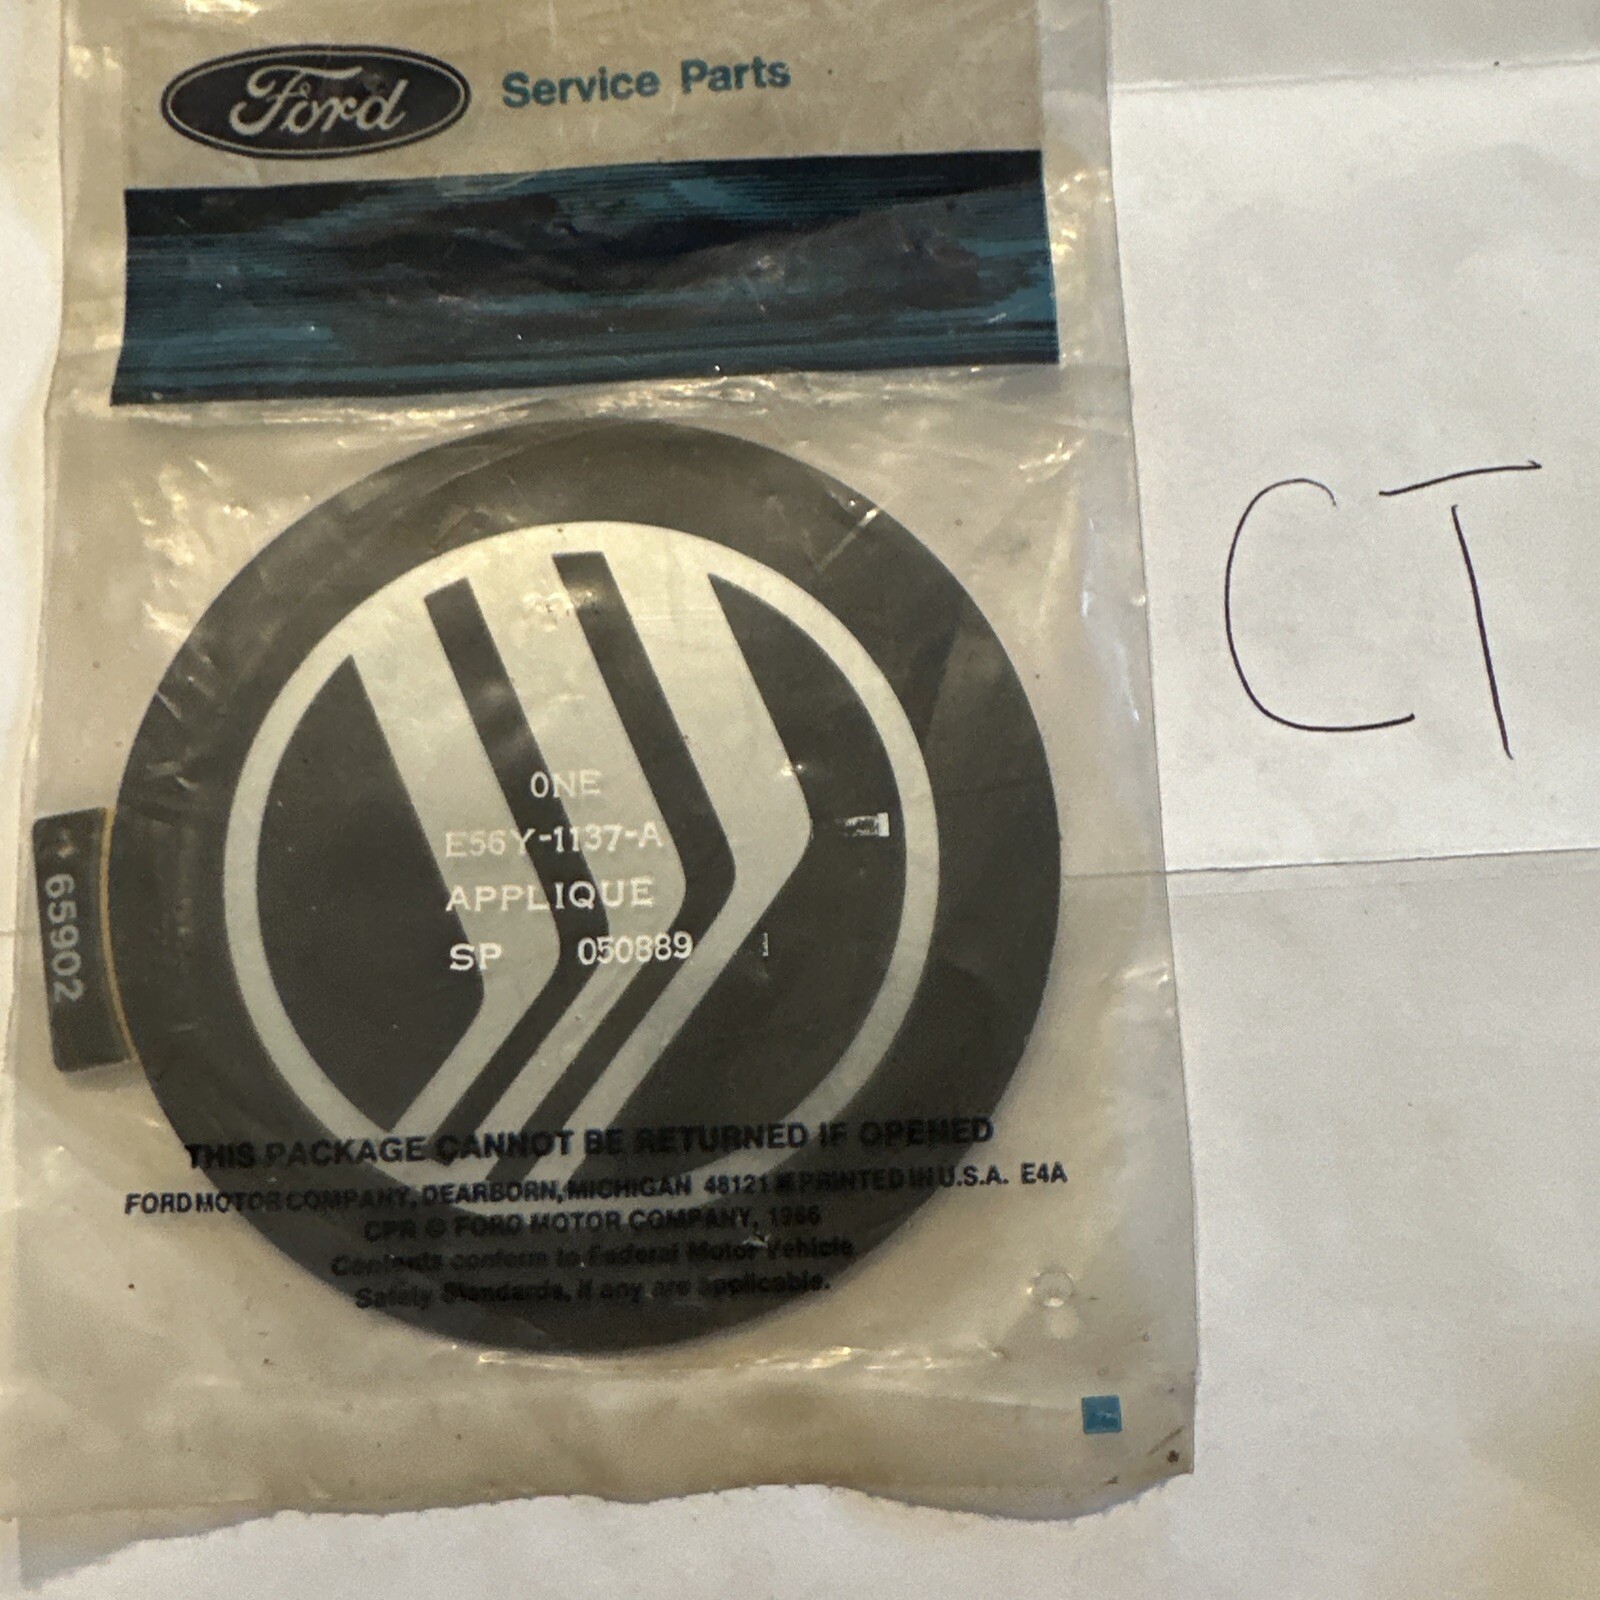 Ford Service Parts
CT
ONE
E56Y-1137-A
APPLIQUE
SP 050889
65902
THIS PACKAGE CANNOT BE RETURNED IF OPENED
FORD MOTOR COMPANY, DEARBORN, MICHIGAN 48121 PRINTED IN U.S.A. E4A
CPR © FORD MOTOR COMPANY, 1966
Contents conform to Federal Motor Vehicle
Safety Standards, if any are applicable.